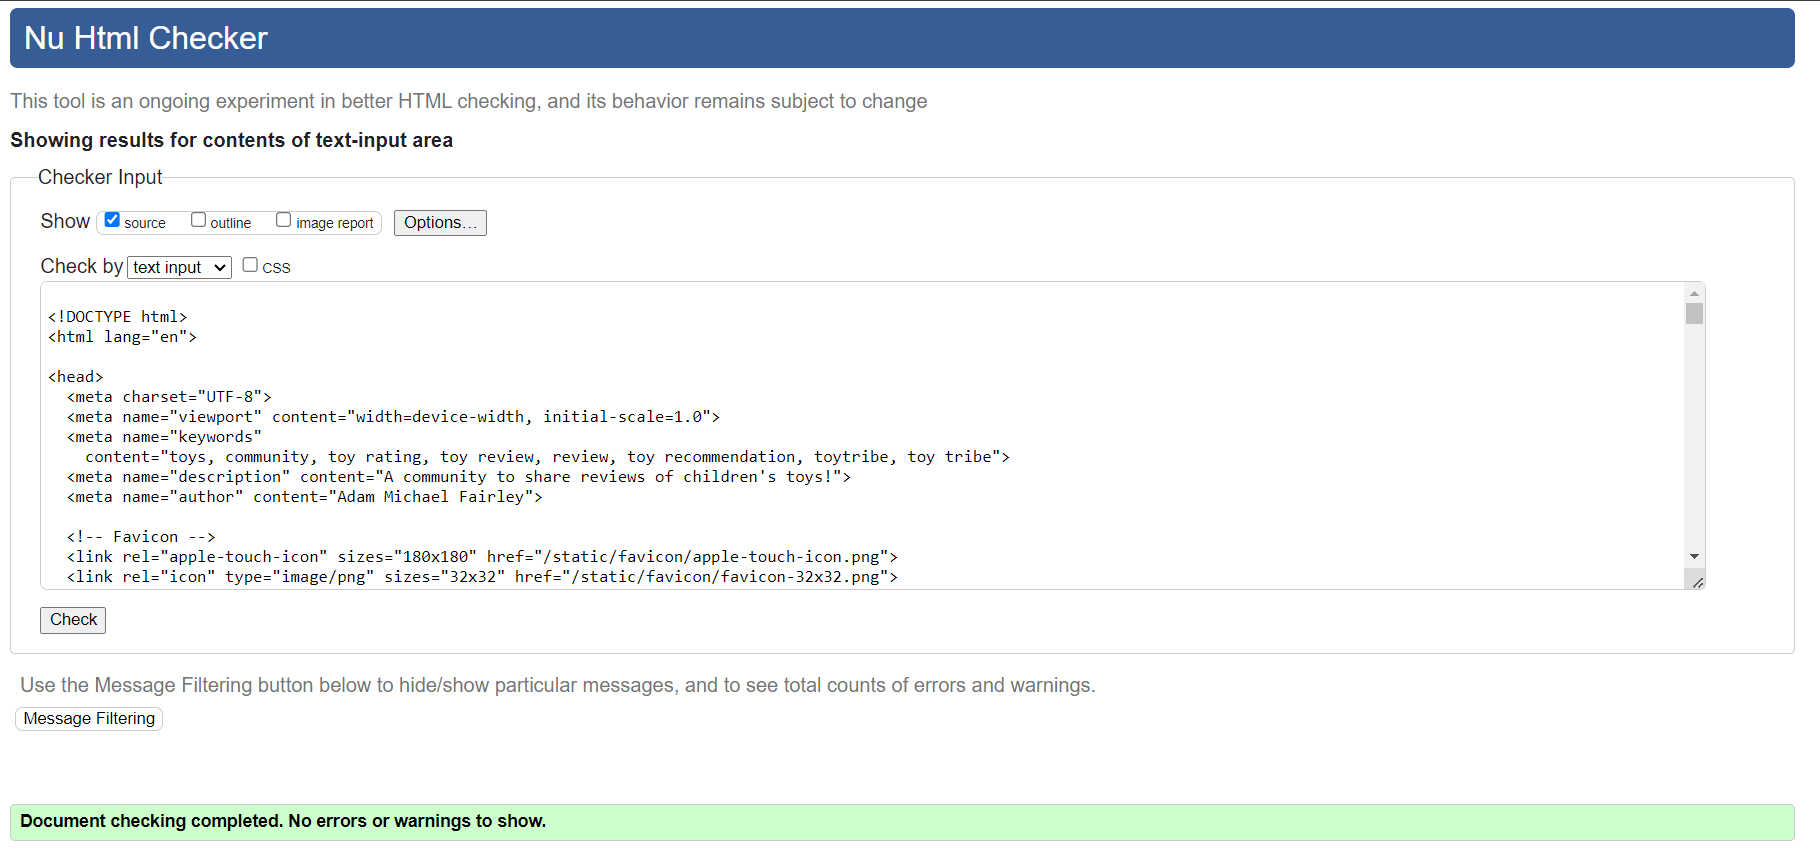 Nu Html Checker
This tool is an ongoing experiment in better HTML checking, and its behavior remains subject to change
Showing results for contents of text-input area
Checker Input
Show source outline image report Options...
Check by text input CSS
<!DOCTYPE html>
<html lang="en">
<head>
<meta charset="UTF-8">
<meta name="viewport" content="width=device-width, initial-scale=1.0">
<meta name="keywords"
content="toys, community, toy rating, toy review, review, toy recommendation, toytribe, toy tribe">
<meta name="description" content="A community to share reviews of children's toys!">
<meta name="author" content="Adam Michael Fairley">
<!-- Favicon -->
<link rel="apple-touch-icon" sizes="180x180" href="/static/favicon/apple-touch-icon.png">
<link rel="icon" type="image/png" sizes="32x32" href="/static/favicon/favicon-32x32.png">
Check
Use the Message Filtering button below to hide/show particular messages, and to see total counts of errors and warnings.
Message Filtering
Document checking completed. No errors or warnings to show.